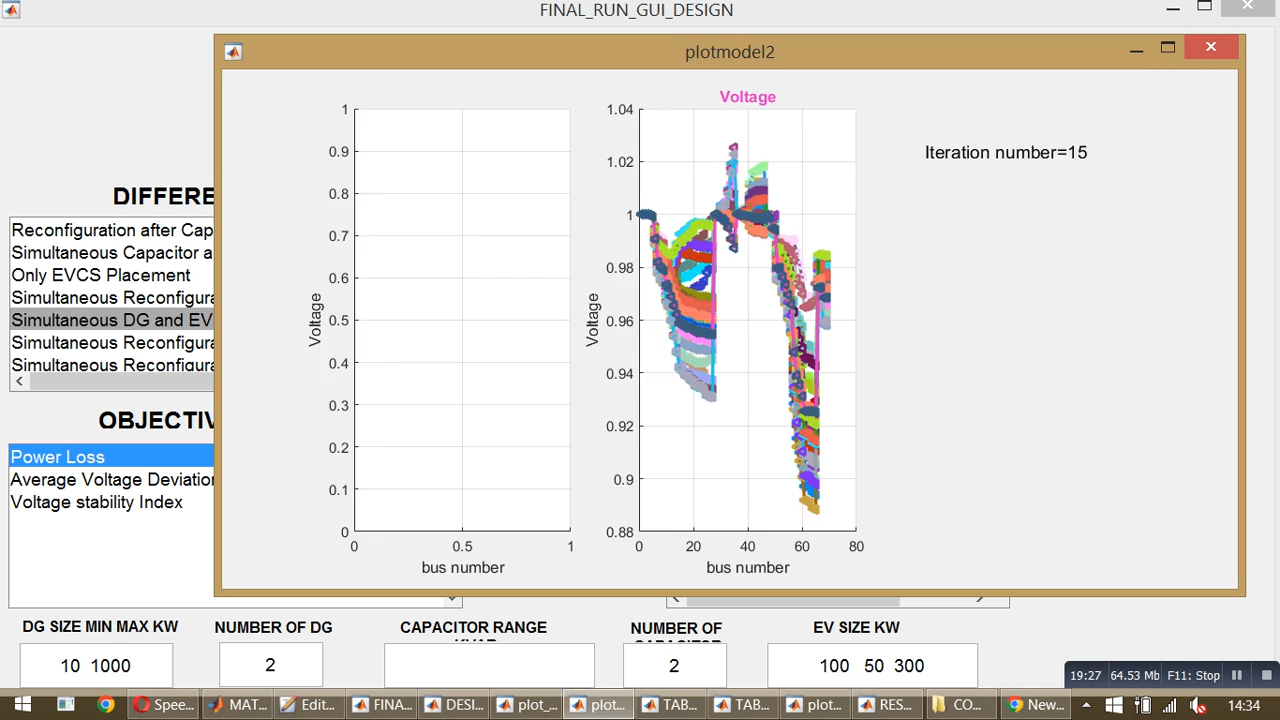 FINAL_RUN_GUI_DESIGN
plotmodel2
Voltage
Iteration number=15
1
0.9
0.8
0.7
0.6
0.5
0.4
0.3
0.2
0.1
0
0 0.5 1
Voltage
bus number
1.04
1.02
1
0.98
0.96
0.94
0.92
0.9
0.88
0 20 40 60 80
Voltage
bus number
DIFFERE
Reconfiguration after Cap
Simultaneous Capacitor a
Only EVCS Placement
Simultaneous Reconfigura
Simultaneous DG and EV
Simultaneous Reconfigura
Simultaneous Reconfigura
OBJECTIV
Power Loss
Average Voltage Deviation
Voltage stability Index
DG SIZE MIN MAX KW
10 1000
NUMBER OF DG
2
CAPACITOR RANGE
KVAR
NUMBER OF
CAPACITOR
2
EV SIZE KW
100 50 300
19:27 64.53 Mb F11: Stop
Spee... MAT... Edit... FINA... DESI... plot_... plot... TAB... TAB... plot... RES... CO... New... 14:34